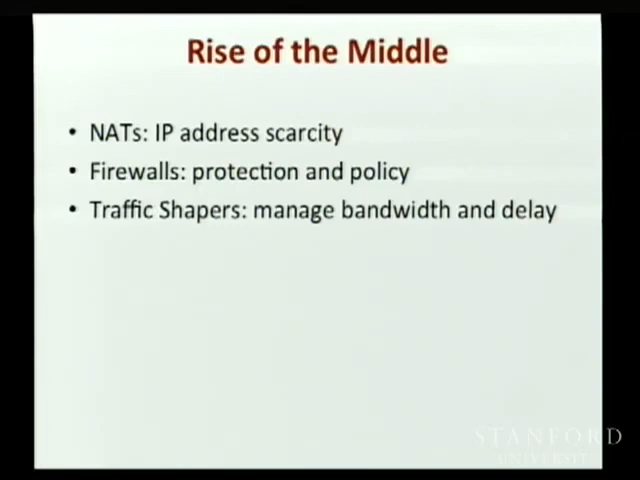 Rise of the Middle
• NATs: IP address scarcity
• Firewalls: protection and policy
• Traffic Shapers: manage bandwidth and delay
STANFORD
UNIVERSITY